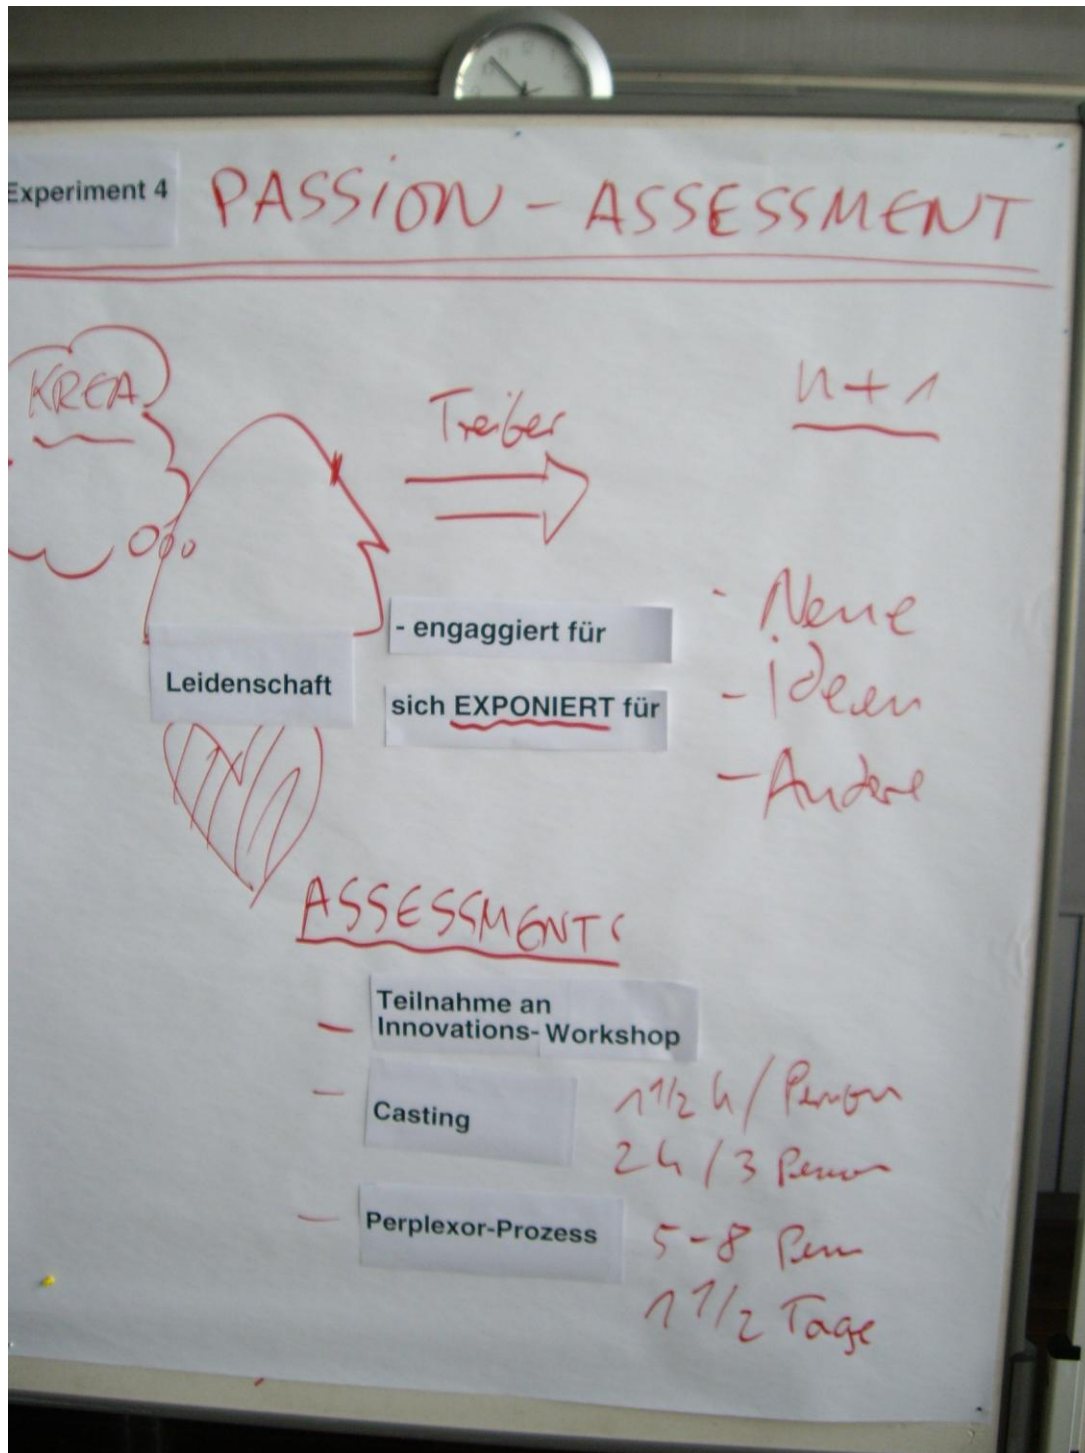 Experiment 4 PASSiON - ASSESSMENT
KREA
Treiber
n + 1
- engaggiert für
sich EXPONIERT für
Leidenschaft
- Neue
- ideen
- Andere
ASSESSMENTS
- Teilnahme an
Innovations-Workshop
- Casting
1 1/2 h / Person
2h / 3 Person
- Perplexor-Prozess
5-8 Pers
1 1/2 Tage